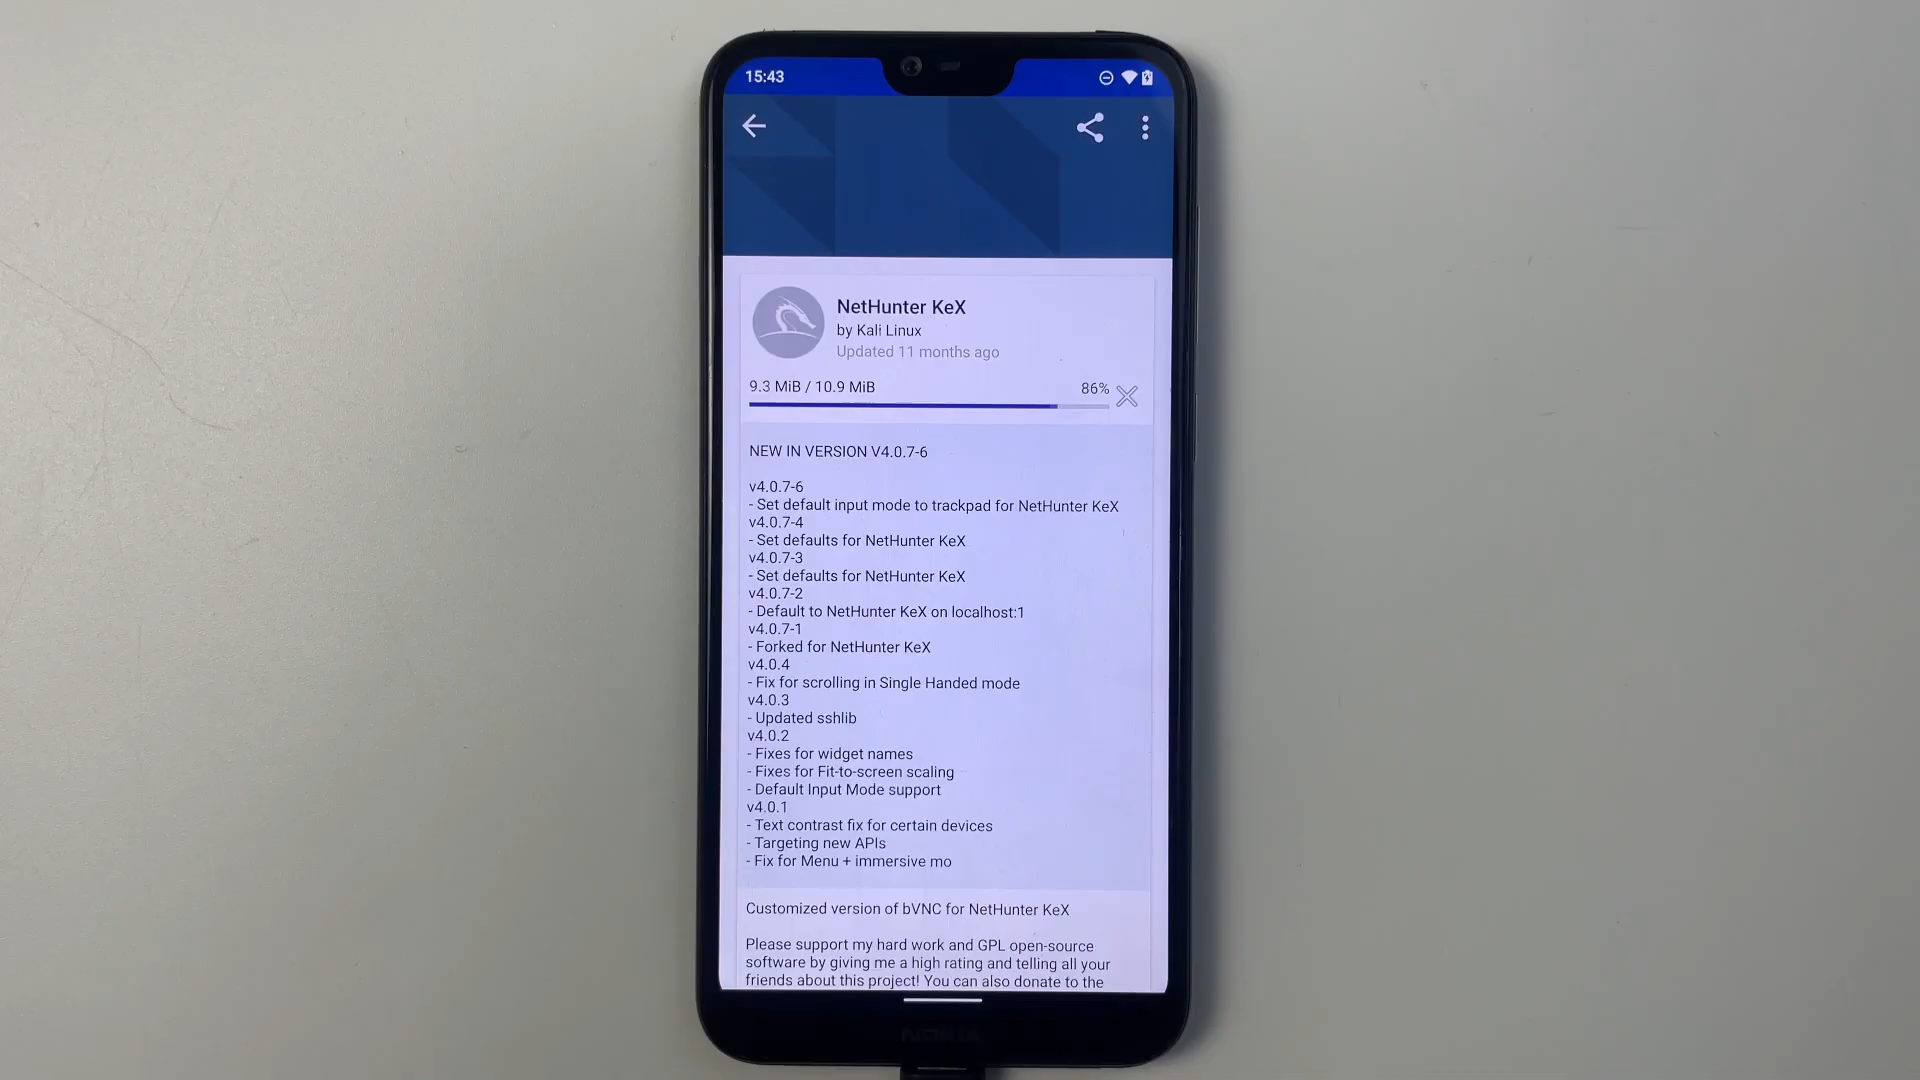 15:43
NetHunter KeX
by Kali Linux
Updated 11 months ago
9.3 MiB / 10.9 MiB
86%
NEW IN VERSION V4.0.7-6
v4.0.7-6
- Set default input mode to trackpad for NetHunter KeX
v4.0.7-4
- Set defaults for NetHunter KeX
v4.0.7-3
- Set defaults for NetHunter KeX
v4.0.7-2
- Default to NetHunter KeX on localhost:1
v4.0.7-1
- Forked for NetHunter KeX
v4.0.4
- Fix for scrolling in Single Handed mode
v4.0.3
- Updated sshlib
v4.0.2
- Fixes for widget names
- Fixes for Fit-to-screen scaling
- Default Input Mode support
v4.0.1
- Text contrast fix for certain devices
- Targeting new APIs
- Fix for Menu + immersive mo
Customized version of bVNC for NetHunter KeX
Please support my hard work and GPL open-source
software by giving me a high rating and telling all your
friends about this project! You can also donate to the
NOKIA